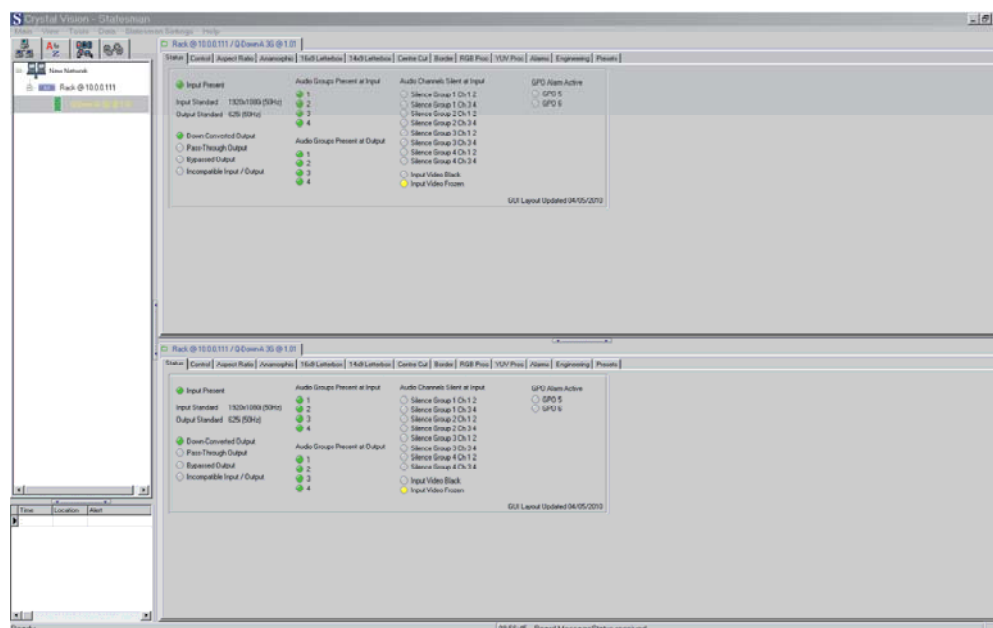 Crystal Vision - Statesman
Main View Tools Data Statesman Settings Help
New Network
Rack @ 10.0.0.111
Time Location Alert
Rack @ 10.0.0.111 / Q-Down-A 3G @ 1.01
Status Control Aspect Ratio Anamorphic 16x9 Letterbox 14x9 Letterbox Centre Cut Border RGB Proc YUV Proc Alarms Engineering Presets
Input Present
Input Standard 1920x1080i (50Hz)
Output Standard 625i (50Hz)
Down-Converted Output
Pass-Through Output
Bypassed Output
Incompatible Input / Output
Audio Groups Present at Input
1
2
3
4
Audio Groups Present at Output
1
2
3
4
Audio Channels Silent at Input
Silence Group 1 Ch 1 2
Silence Group 1 Ch 3 4
Silence Group 2 Ch 1 2
Silence Group 2 Ch 3 4
Silence Group 3 Ch 1 2
Silence Group 3 Ch 3 4
Silence Group 4 Ch 1 2
Silence Group 4 Ch 3 4
Input Video Black
Input Video Frozen
GPO Alarm Active
GPO 5
GPO 6
GUI Layout Updated 04/05/2010
Rack @ 10.0.0.111 / Q-Down-A 3G @ 1.01
Status Control Aspect Ratio Anamorphic 16x9 Letterbox 14x9 Letterbox Centre Cut Border RGB Proc YUV Proc Alarms Engineering Presets
Input Present
Input Standard 1920x1080i (50Hz)
Output Standard 625i (50Hz)
Down-Converted Output
Pass-Through Output
Bypassed Output
Incompatible Input / Output
Audio Groups Present at Input
1
2
3
4
Audio Groups Present at Output
1
2
3
4
Audio Channels Silent at Input
Silence Group 1 Ch 1 2
Silence Group 1 Ch 3 4
Silence Group 2 Ch 1 2
Silence Group 2 Ch 3 4
Silence Group 3 Ch 1 2
Silence Group 3 Ch 3 4
Silence Group 4 Ch 1 2
Silence Group 4 Ch 3 4
Input Video Black
Input Video Frozen
GPO Alarm Active
GPO 5
GPO 6
GUI Layout Updated 04/05/2010